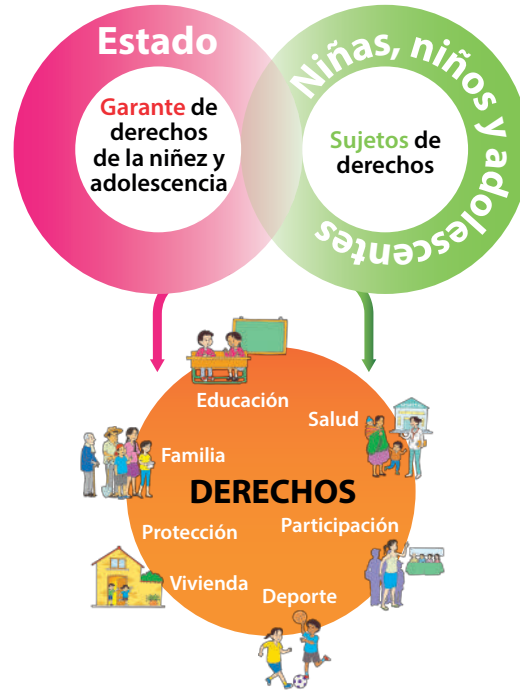 Estado
Garante de
derechos
de la niñez y
adolescencia
Niñas, niños y adolescentes
Sujetos de
derechos
Educación
Salud
Familia
DERECHOS
Protección
Participación
Vivienda
Deporte